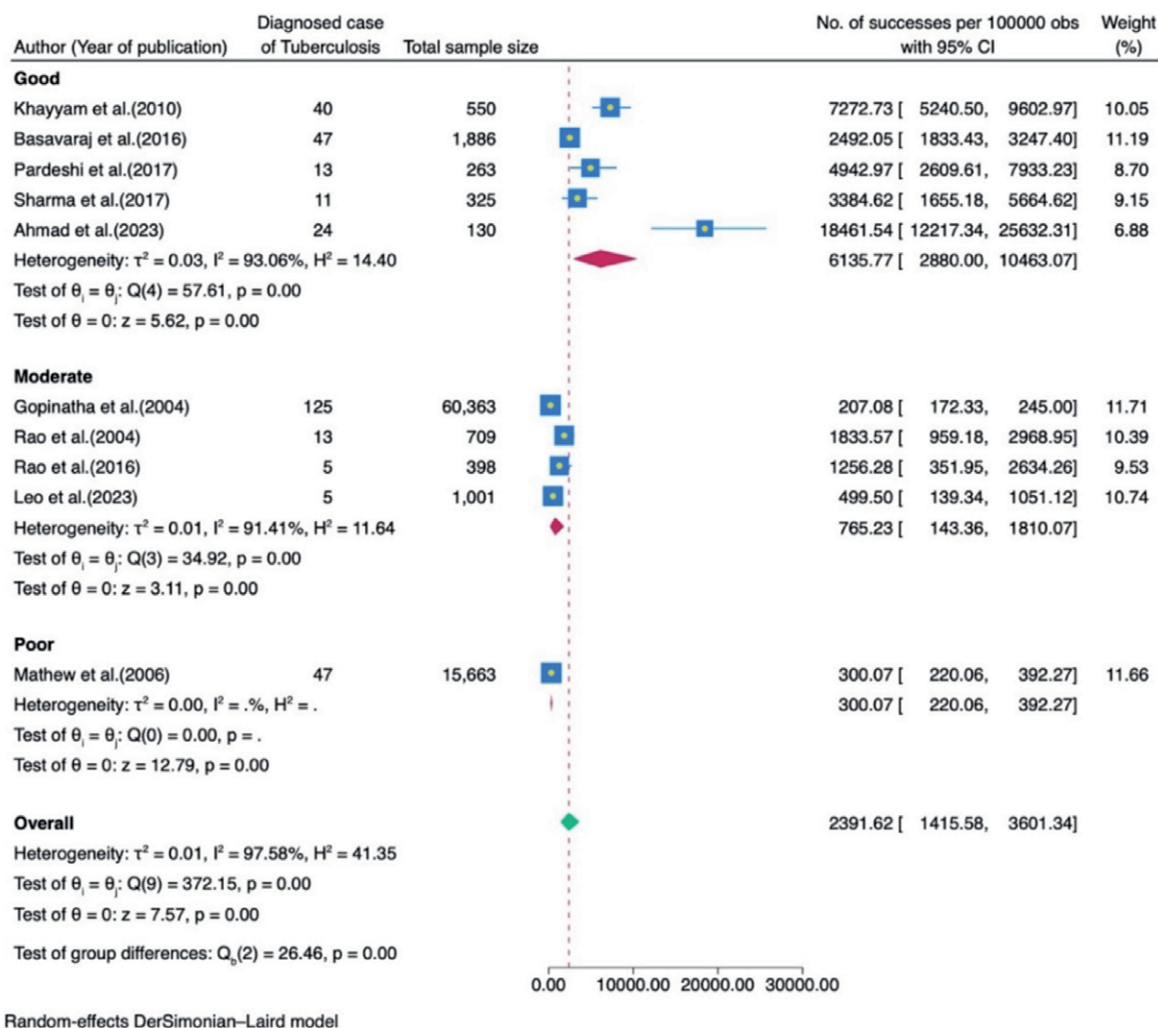 Diagnosed case No. of successes per 100000 obs Weight
Author (Year of publication) of Tuberculosis Total sample size with 95% CI (%)
Good
Khayyam et al.(2010) 40 550 7272.73 [ 5240.50, 9602.97] 10.05
Basavaraj et al.(2016) 47 1,886 2492.05 [ 1833.43, 3247.40] 11.19
Pardeshi et al.(2017) 13 263 4942.97 [ 2609.61, 7933.23] 8.70
Sharma et al.(2017) 11 325 3384.62 [ 1655.18, 5664.62] 9.15
Ahmad et al.(2023) 24 130 18461.54 [ 12217.34, 25632.31] 6.88
Heterogeneity: τ² = 0.03, I² = 93.06%, H² = 14.40 6135.77 [ 2880.00, 10463.07]
Test of θᵢ = θⱼ: Q(4) = 57.61, p = 0.00
Test of θ = 0: z = 5.62, p = 0.00
Moderate
Gopinatha et al.(2004) 125 60,363 207.08 [ 172.33, 245.00] 11.71
Rao et al.(2004) 13 709 1833.57 [ 959.18, 2968.95] 10.39
Rao et al.(2016) 5 398 1256.28 [ 351.95, 2634.26] 9.53
Leo et al.(2023) 5 1,001 499.50 [ 139.34, 1051.12] 10.74
Heterogeneity: τ² = 0.01, I² = 91.41%, H² = 11.64 765.23 [ 143.36, 1810.07]
Test of θᵢ = θⱼ: Q(3) = 34.92, p = 0.00
Test of θ = 0: z = 3.11, p = 0.00
Poor
Mathew et al.(2006) 47 15,663 300.07 [ 220.06, 392.27] 11.66
Heterogeneity: τ² = 0.00, I² = .%, H² = . 300.07 [ 220.06, 392.27]
Test of θᵢ = θⱼ: Q(0) = 0.00, p = .
Test of θ = 0: z = 12.79, p = 0.00
Overall 2391.62 [ 1415.58, 3601.34]
Heterogeneity: τ² = 0.01, I² = 97.58%, H² = 41.35
Test of θᵢ = θⱼ: Q(9) = 372.15, p = 0.00
Test of θ = 0: z = 7.57, p = 0.00
Test of group differences: Q_b(2) = 26.46, p = 0.00
0.00 10000.00 20000.00 30000.00
Random-effects DerSimonian–Laird model